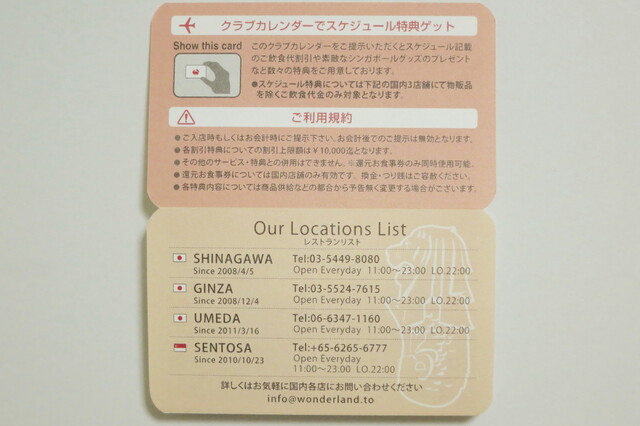 クラブカレンダーでスケジュール特典ゲット
Show this card
このクラブカレンダーをご提示いただくとスケジュール記載
のご飲食代割引や素敵なシンガポールグッズのプレゼント
など数々の特典をご用意しております。
●スケジュール特典については下記の国内3店舗にて物販品
を除くご飲食代金のみ対象となります。
ご利用規約
●ご入店時もしくはお会計時にご提示下さい。お会計後でのご提示は無効となります。
●各割引特典についての割引上限額は￥10,000迄となります。
●その他のサービス・特典との併用はできません。※還元お食事券のみ同時使用可能。
●還元お食事券については国内店舗のみ有効です。換金・つり銭はご容赦ください。
●各特典内容については商品供給などの都合から予告無く変更する場合がございます。
Our Locations List
レストランリスト
SHINAGAWA Tel:03-5449-8080
Since 2008/4/5 Open Everyday 11:00～23:00 LO.22:00
GINZA Tel:03-5524-7615
Since 2008/12/4 Open Everyday 11:00～23:00 LO.22:00
UMEDA Tel:06-6347-1160
Since 2011/3/16 Open Everyday 11:00～23:00 LO.22:00
SENTOSA Tel:+65-6265-6777
Since 2010/10/23 Open Everyday
11:00～23:00 LO.22:00
詳しくはお気軽に国内各店にお問い合わせください
info@wonderland.to